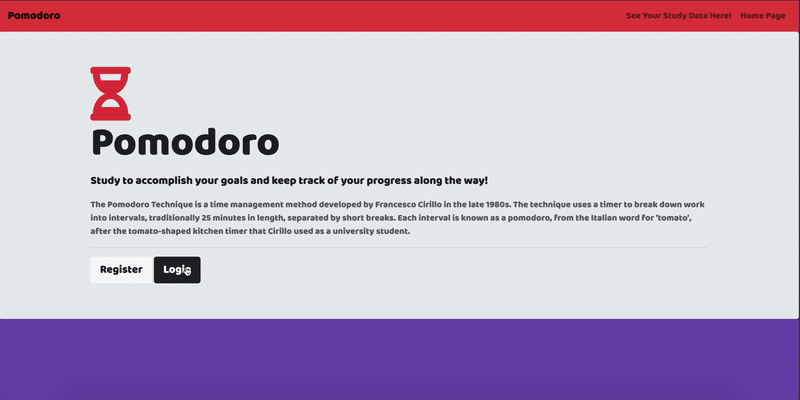 Pomodoro
See Your Study Data Here! Home Page
Pomodoro
Study to accomplish your goals and keep track of your progress along the way!
The Pomodoro Technique is a time management method developed by Francesco Cirillo in the late 1980s. The technique uses a timer to break down work
into intervals, traditionally 25 minutes in length, separated by short breaks. Each interval is known as a pomodoro, from the Italian word for 'tomato',
after the tomato-shaped kitchen timer that Cirillo used as a university student.
Register
Login